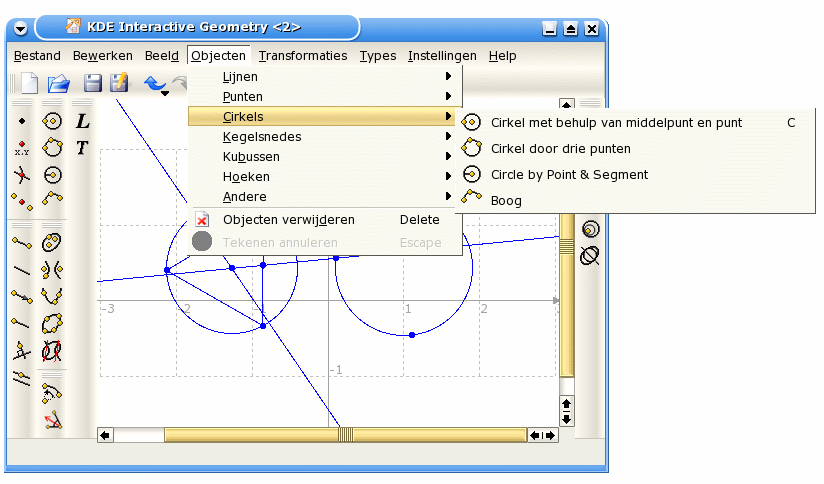 KDE Interactive Geometry <2>
Bestand Bewerken Beeld Objecten Transformaties Types Instellingen Help
Lijnen
Punten
Cirkels
Kegelsnedes
Kubussen
Hoeken
Andere
Objecten verwijderen Delete
Tekenen annuleren Escape
Cirkel met behulp van middelpunt en punt C
Cirkel door drie punten
Circle by Point & Segment
Boog
L
X,Y T
-3 -2 1 2
-1